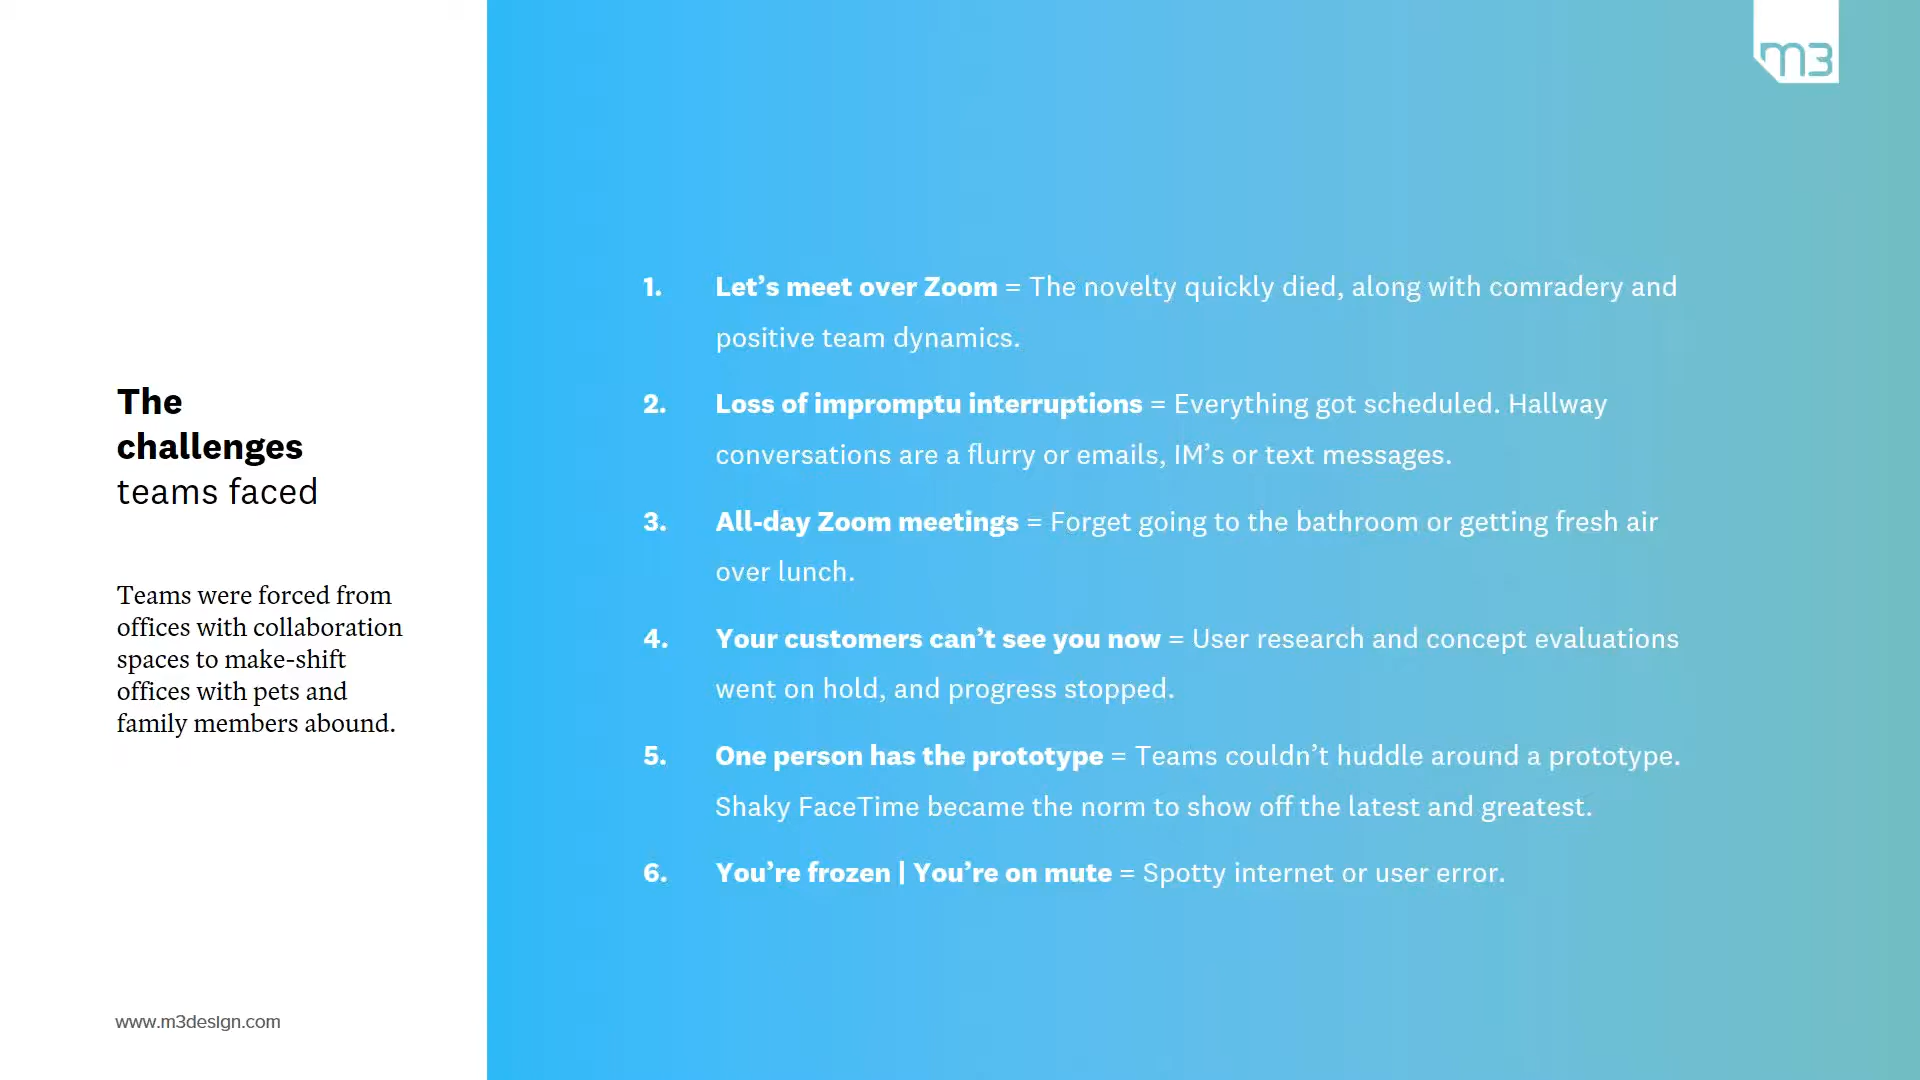 m3
The
challenges
teams faced
Teams were forced from
offices with collaboration
spaces to make-shift
offices with pets and
family members abound.
www.m3design.com
1. Let’s meet over Zoom = The novelty quickly died, along with comradery and
positive team dynamics.
2. Loss of impromptu interruptions = Everything got scheduled. Hallway
conversations are a flurry or emails, IM’s or text messages.
3. All-day Zoom meetings = Forget going to the bathroom or getting fresh air
over lunch.
4. Your customers can’t see you now = User research and concept evaluations
went on hold, and progress stopped.
5. One person has the prototype = Teams couldn’t huddle around a prototype.
Shaky FaceTime became the norm to show off the latest and greatest.
6. You’re frozen | You’re on mute = Spotty internet or user error.